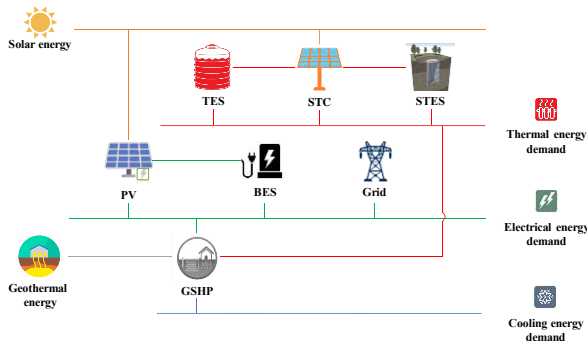 Solar energy
TES
STC
STES
Thermal energy
demand
PV
BES
Grid
Electrical energy
demand
Geothermal
energy
GSHP
Cooling energy
demand